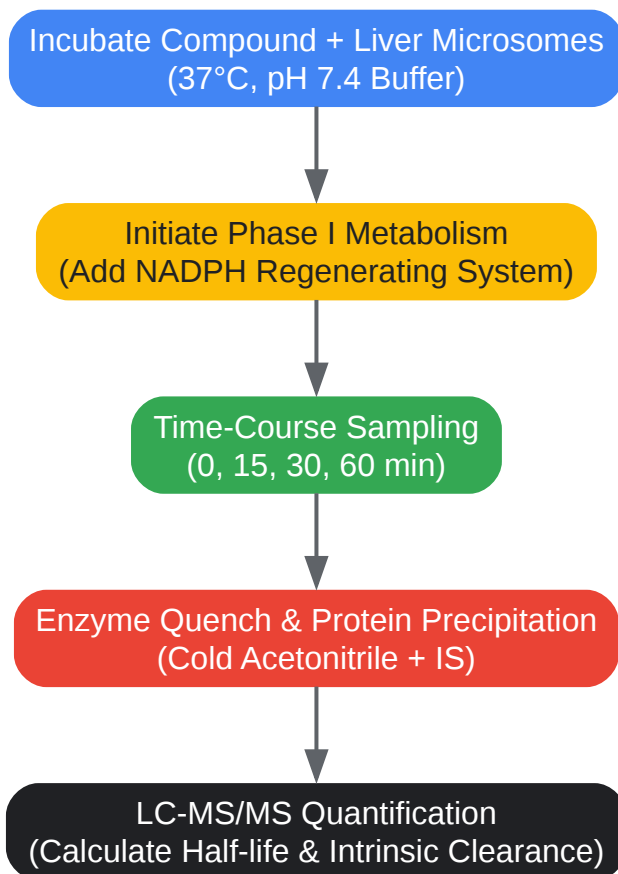 Incubate Compound + Liver Microsomes
(37°C, pH 7.4 Buffer)
Initiate Phase I Metabolism
(Add NADPH Regenerating System)
Time-Course Sampling
(0, 15, 30, 60 min)
Enzyme Quench & Protein Precipitation
(Cold Acetonitrile + IS)
LC-MS/MS Quantification
(Calculate Half-life & Intrinsic Clearance)